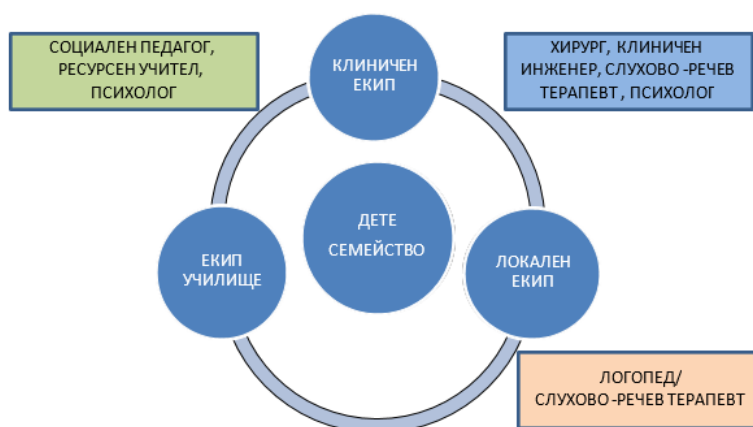 СОЦИАЛЕН ПЕДАГОГ,
РЕСУРСЕН УЧИТЕЛ,
ПСИХОЛОГ
КЛИНИЧЕН
ЕКИП
ХИРУРГ, КЛИНИЧЕН
ИНЖЕНЕР, СЛУХОВО -РЕЧЕВ
ТЕРАПЕВТ , ПСИХОЛОГ
ДЕТЕ
СЕМЕЙСТВО
ЕКИП
УЧИЛИЩЕ
ЛОКАЛЕН
ЕКИП
ЛОГОПЕД/
СЛУХОВО -РЕЧЕВ ТЕРАПЕВТ